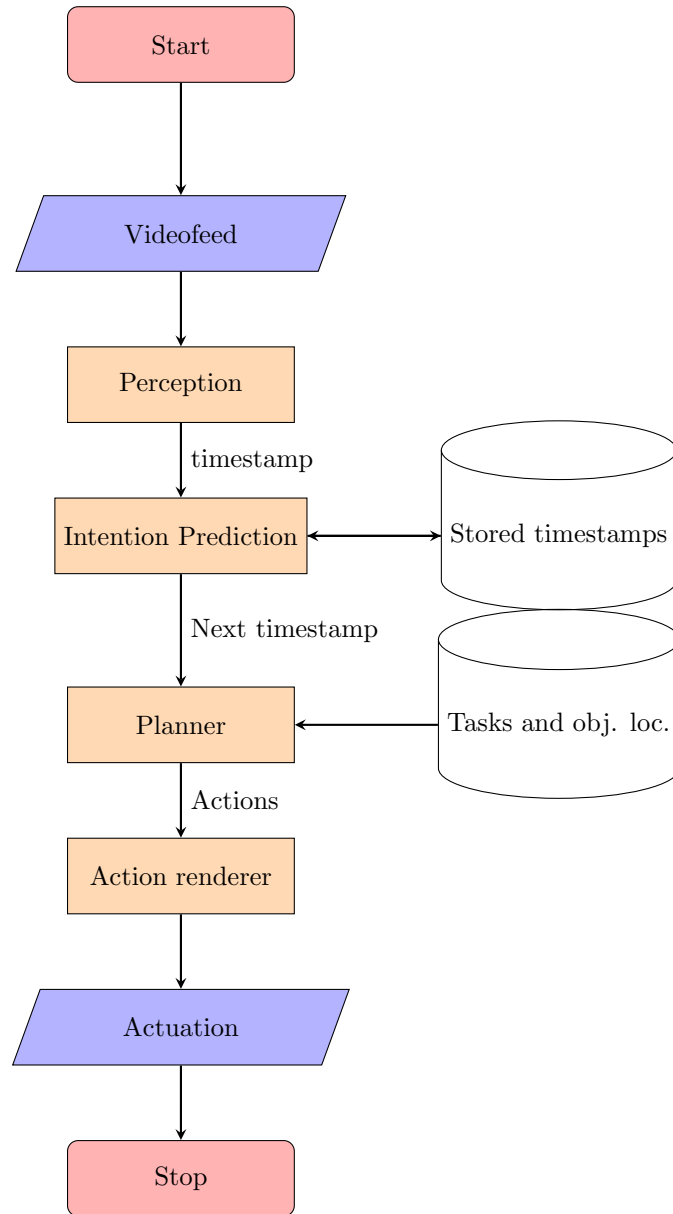 Start
Videofeed
Perception
timestamp
Intention Prediction
Stored timestamps
Next timestamp
Planner
Tasks and obj. loc.
Actions
Action renderer
Actuation
Stop